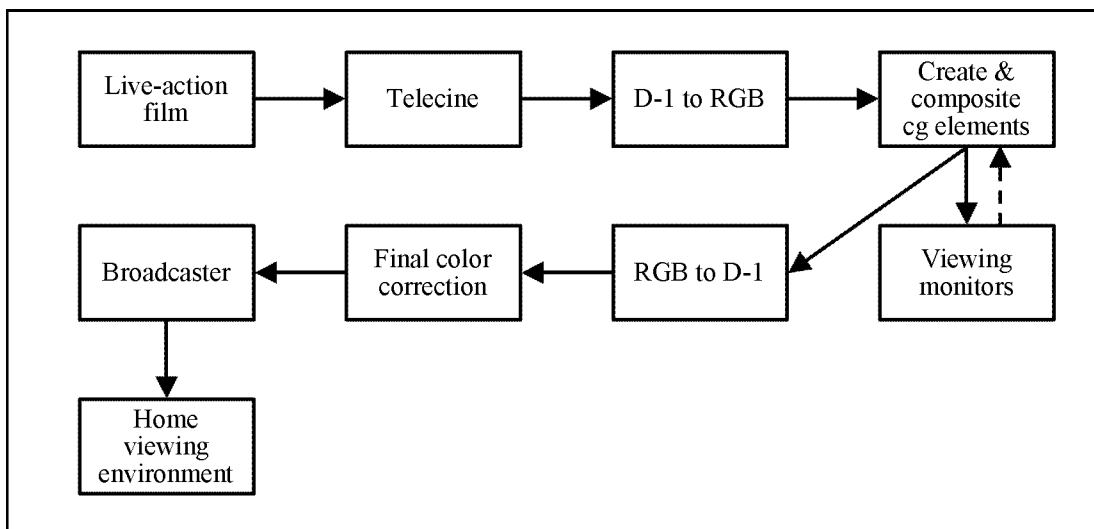 Live-action
film
Telecine
D-1 to RGB
Create &
composite
cg elements
Broadcaster
Final color
correction
RGB to D-1
Viewing
monitors
Home
viewing
environment